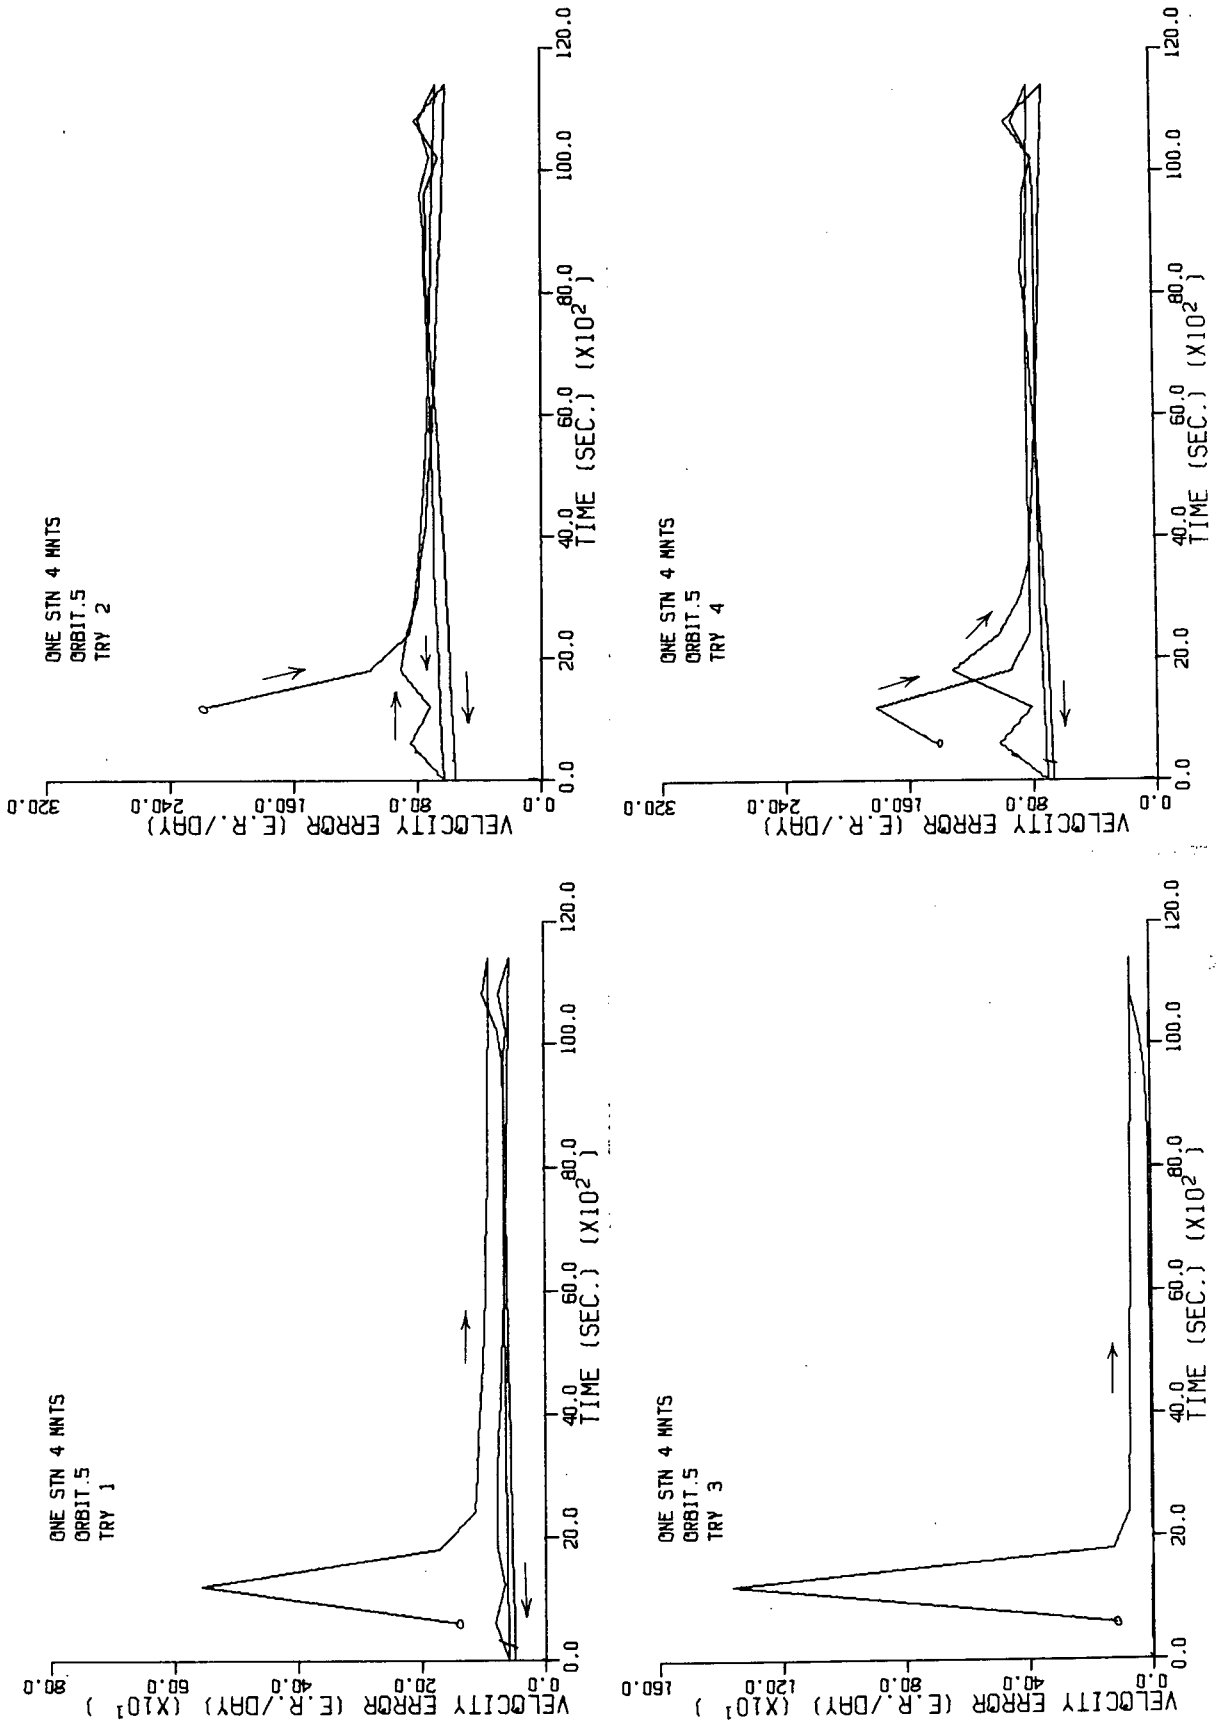 ONE STN 4 MNTS
ORBIT.5
TRY 1
VELOCITY ERROR (E.R./DAY) (X10¹ )
80.0
60.0
40.0
20.0
0.0
0.0 20.0 40.0 60.0 80.0 100.0 120.0
TIME (SEC.) (X10² )
ONE STN 4 MNTS
ORBIT.5
TRY 2
VELOCITY ERROR (E.R./DAY)
320.0
240.0
160.0
80.0
0.0
0.0 20.0 40.0 60.0 80.0 100.0 120.0
TIME (SEC.) (X10² )
ONE STN 4 MNTS
ORBIT.5
TRY 3
VELOCITY ERROR (E.R./DAY) (X10¹ )
160.0
120.0
80.0
40.0
0.0
0.0 20.0 40.0 60.0 80.0 100.0 120.0
TIME (SEC.) (X10² )
ONE STN 4 MNTS
ORBIT.5
TRY 4
VELOCITY ERROR (E.R./DAY)
320.0
240.0
160.0
80.0
0.0
0.0 20.0 40.0 60.0 80.0 100.0 120.0
TIME (SEC.) (X10² )